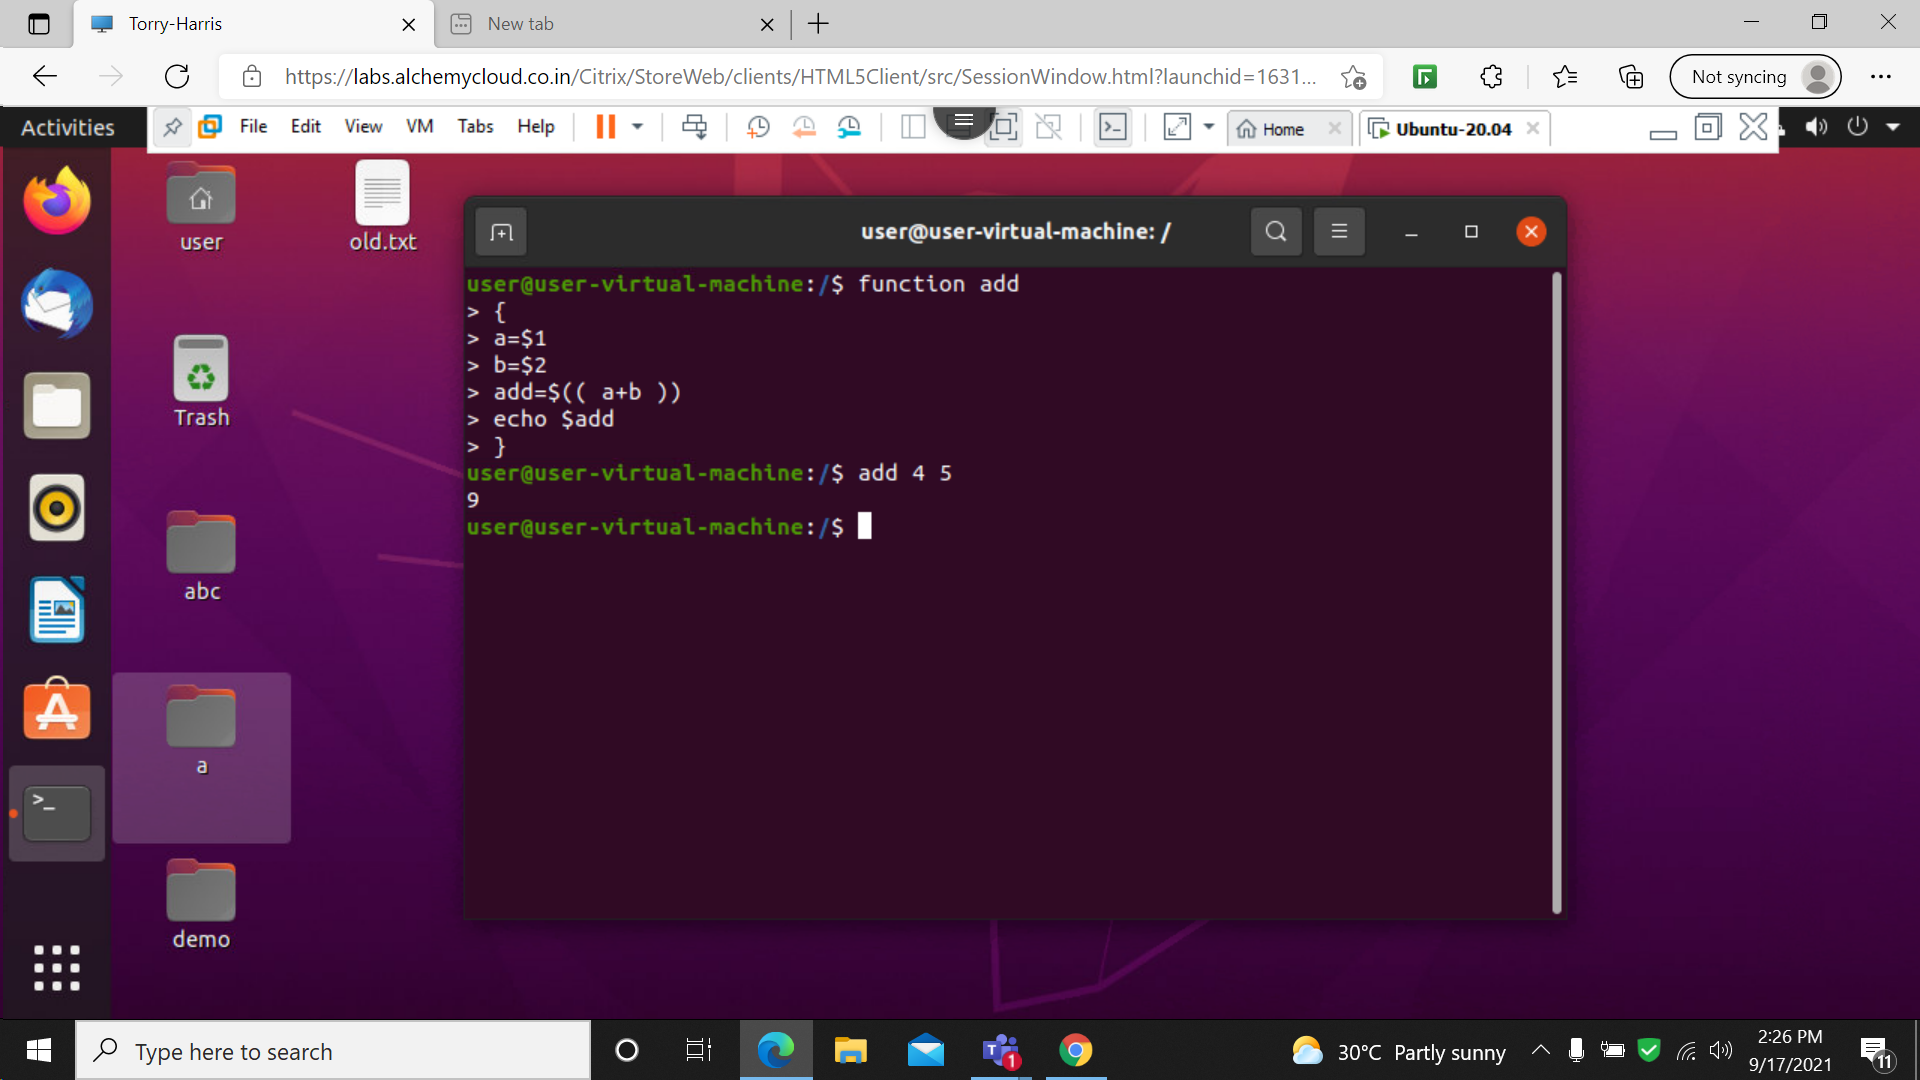 Torry-Harris
New tab
https://labs.alchemycloud.co.in/Citrix/StoreWeb/clients/HTML5Client/src/SessionWindow.html?launchid=1631...
Not syncing
Activities
File Edit View VM Tabs Help
Home
Ubuntu-20.04
user
old.txt
Trash
abc
a
demo
user@user-virtual-machine: /
user@user-virtual-machine:/$ function add
> {
> a=$1
> b=$2
> add=$(( a+b ))
> echo $add
> }
user@user-virtual-machine:/$ add 4 5
9
user@user-virtual-machine:/$
Type here to search
1
30°C Partly sunny
2:26 PM
9/17/2021
11